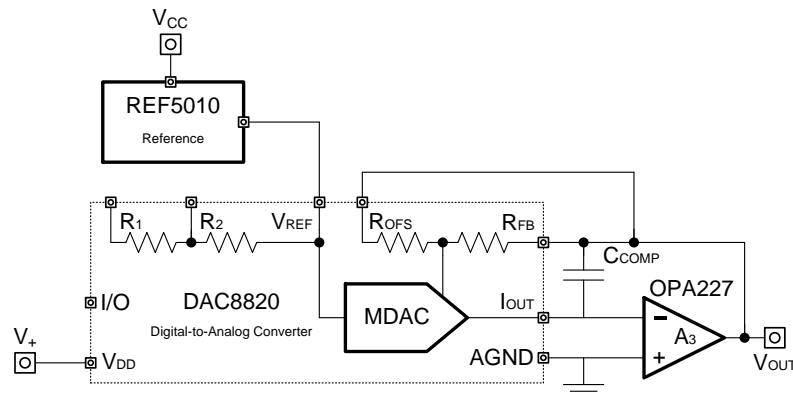 VCC
REF5010
Reference
R1
R2
VREF
ROFS
RFB
CCOMP
OPA227
I/O
DAC8820
Digital-to-Analog Converter
MDAC
IOUT
A3
V+
VDD
AGND
VOUT